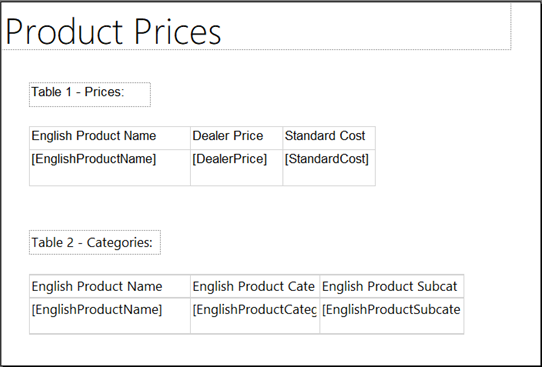 Product Prices
Table 1 - Prices:
English Product Name Dealer Price Standard Cost
[EnglishProductName] [DealerPrice] [StandardCost]
Table 2 - Categories:
English Product Name English Product Cate English Product Subcat
[EnglishProductName] [EnglishProductCateg [EnglishProductSubcate